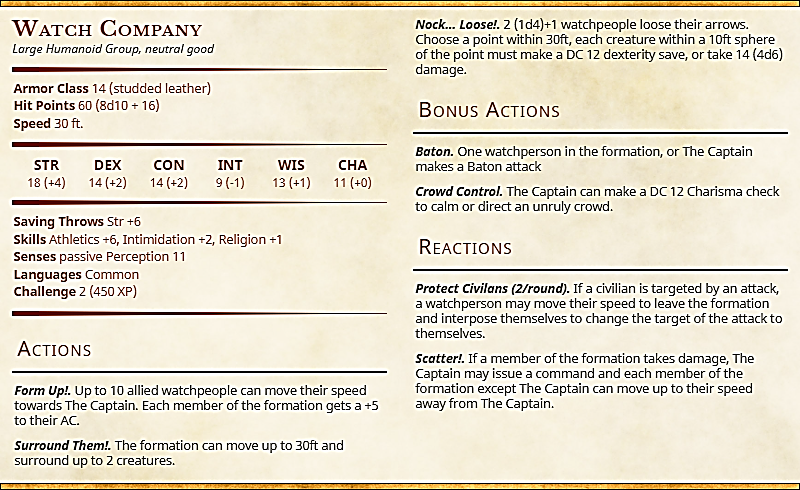 Watch Company
Large Humanoid Group, neutral good
Armor Class 14 (studded leather)
Hit Points 60 (8d10 + 16)
Speed 30 ft.
STR DEX CON INT WIS CHA
18 (+4) 14 (+2) 14 (+2) 9 (-1) 13 (+1) 11 (+0)
Saving Throws Str +6
Skills Athletics +6, Intimidation +2, Religion +1
Senses passive Perception 11
Languages Common
Challenge 2 (450 XP)
Actions
Form Up!. Up to 10 allied watchpeople can move their speed
towards The Captain. Each member of the formation gets a +5
to their AC.
Surround Them!. The formation can move up to 30ft and
surround up to 2 creatures.
Nock... Loose!. 2 (1d4)+1 watchpeople loose their arrows.
Choose a point within 30ft, each creature within a 10ft sphere
of the point must make a DC 12 dexterity save, or take 14 (4d6)
damage.
Bonus Actions
Baton. One watchperson in the formation, or The Captain
makes a Baton attack
Crowd Control. The Captain can make a DC 12 Charisma check
to calm or direct an unruly crowd.
Reactions
Protect Civilans (2/round). If a civilian is targeted by an attack,
a watchperson may move their speed to leave the formation
and interpose themselves to change the target of the attack to
themselves.
Scatter!. If a member of the formation takes damage, The
Captain may issue a command and each member of the
formation except The Captain can move up to their speed
away from The Captain.